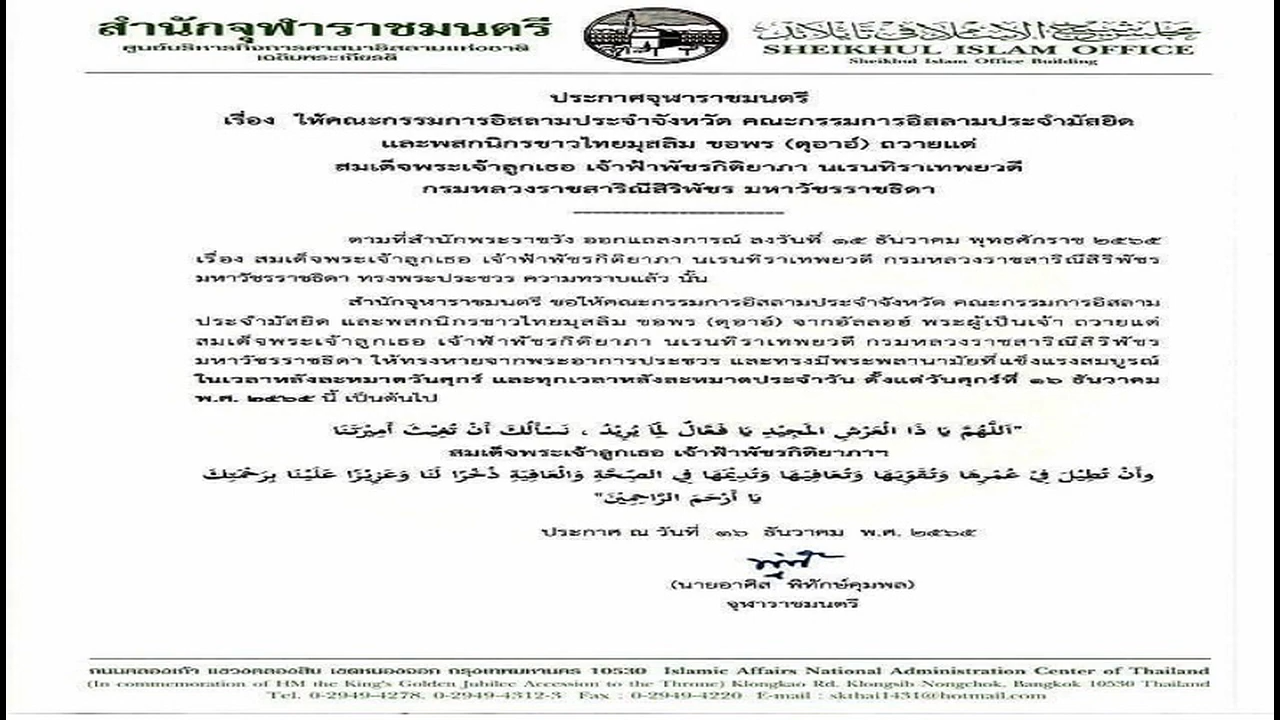 สำนักจุฬาราชมนตรี
ศูนย์บริหารกิจการศาสนาอิสลามแห่งชาติ
เฉลิมพระเกียรติ
SHEIKHUL ISLAM OFFICE
Sheikhul Islam Office Building
ประกาศจุฬาราชมนตรี
เรื่อง ให้คณะกรรมการอิสลามประจำจังหวัด คณะกรรมการอิสลามประจำมัสยิด
และพสกนิกรชาวไทยมุสลิม ขอพร (ดุอาอ์) ถวายแด่
สมเด็จพระเจ้าลูกเธอ เจ้าฟ้าพัชรกิติยาภา นเรนทิราเทพยวดี
กรมหลวงราชสาริณีสิริพัชร มหาวัชรราชธิดา
ตามที่สำนักพระราชวัง ออกแถลงการณ์ ลงวันที่ ๑๕ ธันวาคม พุทธศักราช ๒๕๖๕
เรื่อง สมเด็จพระเจ้าลูกเธอ เจ้าฟ้าพัชรกิติยาภา นเรนทิราเทพยวดี กรมหลวงราชสาริณีสิริพัชร
มหาวัชรราชธิดา ทรงพระประชวร ความทราบแล้ว นั้น
สำนักจุฬาราชมนตรี ขอให้คณะกรรมการอิสลามประจำจังหวัด คณะกรรมการอิสลาม
ประจำมัสยิด และพสกนิกรชาวไทยมุสลิม ขอพร (ดุอาอ์) จากอัลลอฮ์ พระผู้เป็นเจ้า ถวายแด่
สมเด็จพระเจ้าลูกเธอ เจ้าฟ้าพัชรกิติยาภา นเรนทิราเทพยวดี กรมหลวงราชสาริณีสิริพัชร
มหาวัชรราชธิดา ให้ทรงหายจากพระอาการประชวร และทรงมีพระพลานามัยที่แข็งแรงสมบูรณ์
ในเวลาหลังละหมาดวันศุกร์ และทุกเวลาหลังละหมาดประจำวัน ตั้งแต่วันศุกร์ที่ ๑๖ ธันวาคม
พ.ศ. ๒๕๖๕ นี้ เป็นต้นไป
"اَللَّهُمَّ يَا ذَا الْعَرْشِ الْمَجِيْدِ يَا فَعَّالٌ لِمَا يُرِيْدُ ، نَسْأَلُكَ أَنْ تُغِيْثَ أَمِيْرَتَنَا
สมเด็จพระเจ้าลูกเธอ เจ้าฟ้าพัชรกิติยาภาฯ
وأَنْ تُطِيْلَ فِيْ عُمْرِهَا وَتُقَوِّيَهَا وَتُعَافِيَهَا وَتُدِيْمَهَا فِي الصِّحَّةِ وَالْعَافِيَةِ ذُخْرًا لَنَا وَعَزِيْزًا عَلَيْنَا بِرَحْمَتِكَ
يَا أَرْحَمَ الرَّاحِمِيْنَ"
ประกาศ ณ วันที่ ๑๖ ธันวาคม พ.ศ. ๒๕๖๕
(นายอาศิส พิทักษ์คุมพล)
จุฬาราชมนตรี
ถนนคลองเก้า แขวงคลองสิบ เขตหนองจอก กรุงเทพมหานคร 10530 Islamic Affairs National Administration Center of Thailand
(In commemoration of HM the King's Golden Jubilee Accession to the Throne) Klongkao Rd, Klongsib Nongchok, Bangkok 10530 Thailand
Tel. 0-2949-4278, 0-2949-4312-3 Fax : 0-2949-4220 E-mail : skthai1431@hotmail.com